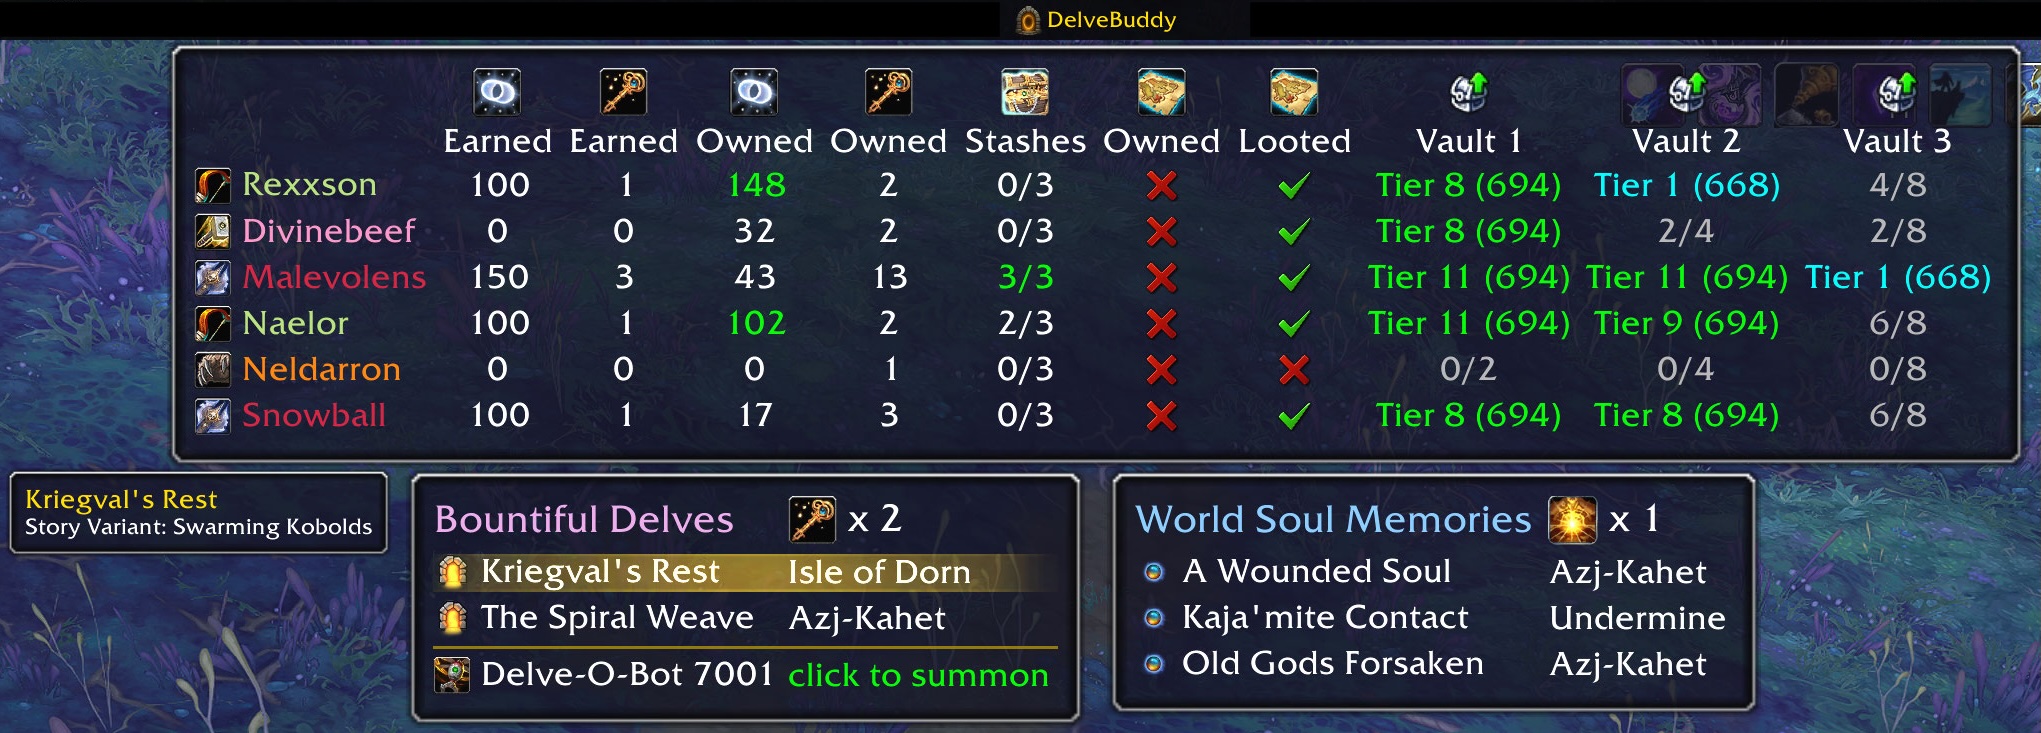 DelveBuddy
Earned Earned Owned Owned Stashes Owned Looted Vault 1 Vault 2 Vault 3
Rexxson 100 1 148 2 0/3 Tier 8 (694) Tier 1 (668) 4/8
Divinebeef 0 0 32 2 0/3 Tier 8 (694) 2/4 2/8
Malevolens 150 3 43 13 3/3 Tier 11 (694) Tier 11 (694) Tier 1 (668)
Naelor 100 1 102 2 2/3 Tier 11 (694) Tier 9 (694) 6/8
Neldarron 0 0 0 1 0/3 0/2 0/4 0/8
Snowball 100 1 17 3 0/3 Tier 8 (694) Tier 8 (694) 6/8
Kriegval's Rest
Story Variant: Swarming Kobolds
Bountiful Delves x 2
Kriegval's Rest Isle of Dorn
The Spiral Weave Azj-Kahet
Delve-O-Bot 7001 click to summon
World Soul Memories x 1
A Wounded Soul Azj-Kahet
Kaja'mite Contact Undermine
Old Gods Forsaken Azj-Kahet